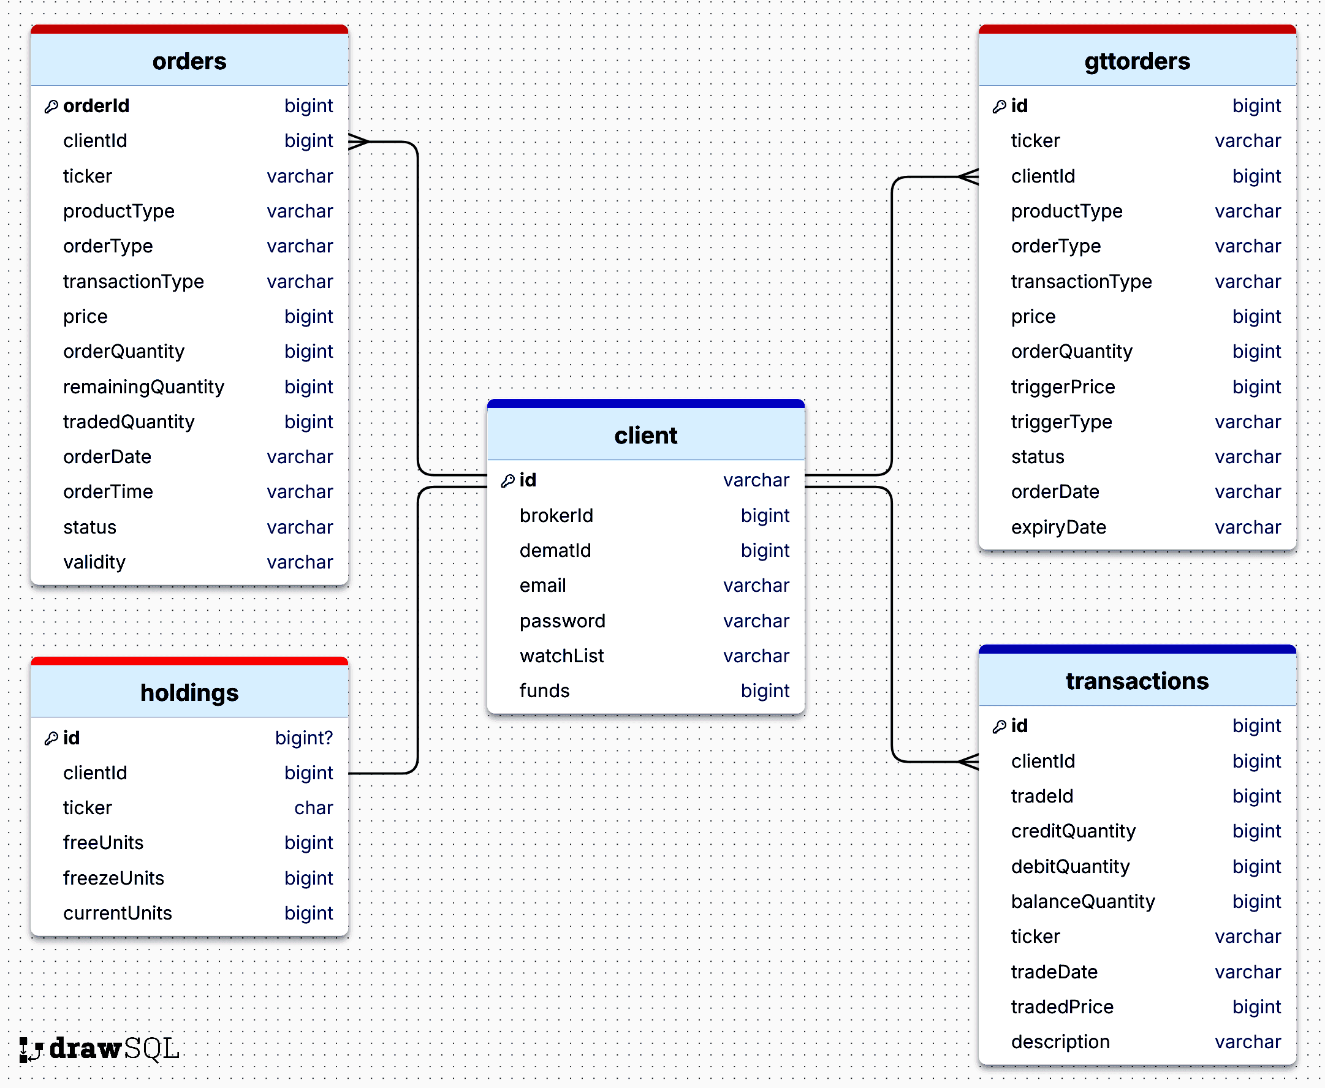 orders
orderId bigint
clientId bigint
ticker varchar
productType varchar
orderType varchar
transactionType varchar
price bigint
orderQuantity bigint
remainingQuantity bigint
tradedQuantity bigint
orderDate varchar
orderTime varchar
status varchar
validity varchar
holdings
id bigint?
clientId bigint
ticker char
freeUnits bigint
freezeUnits bigint
currentUnits bigint
client
id varchar
brokerId bigint
dematId bigint
email varchar
password varchar
watchList varchar
funds bigint
gttorders
id bigint
ticker varchar
clientId bigint
productType varchar
orderType varchar
transactionType varchar
price bigint
orderQuantity bigint
triggerPrice bigint
triggerType varchar
status varchar
orderDate varchar
expiryDate varchar
transactions
id bigint
clientId bigint
tradeId bigint
creditQuantity bigint
debitQuantity bigint
balanceQuantity bigint
ticker varchar
tradeDate varchar
tradedPrice bigint
description varchar
drawSQL